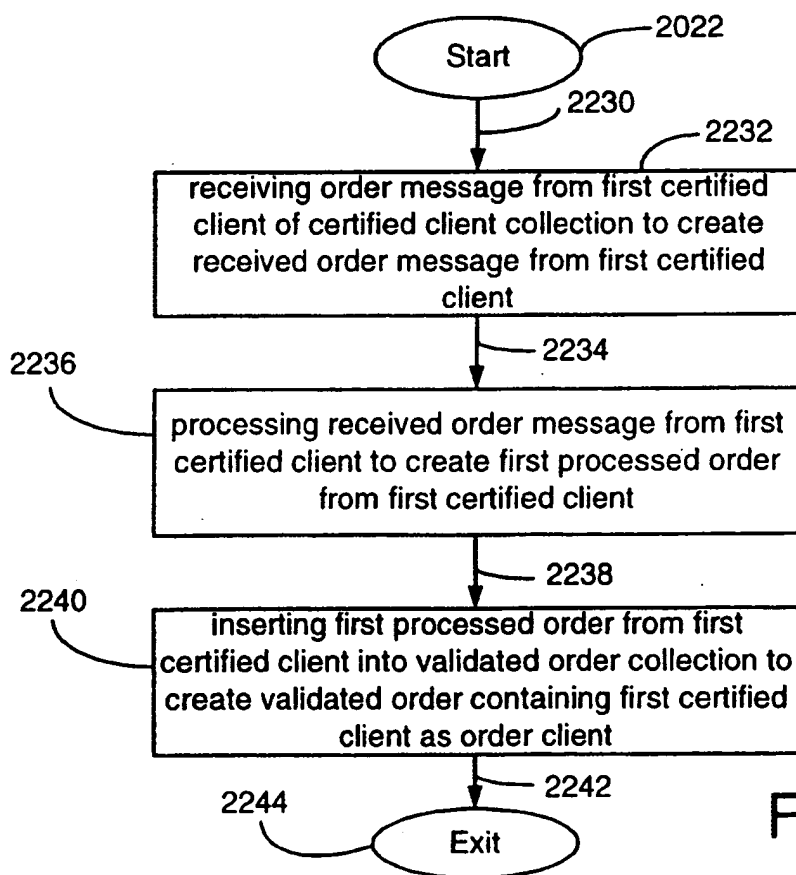 Start
2022
2230
2232
receiving order message from first certified
client of certified client collection to create
received order message from first certified
client
2234
2236
processing received order message from first
certified client to create first processed order
from first certified client
2238
2240
inserting first processed order from first
certified client into validated order collection to
create validated order containing first certified
client as order client
2242
2244
Exit
F